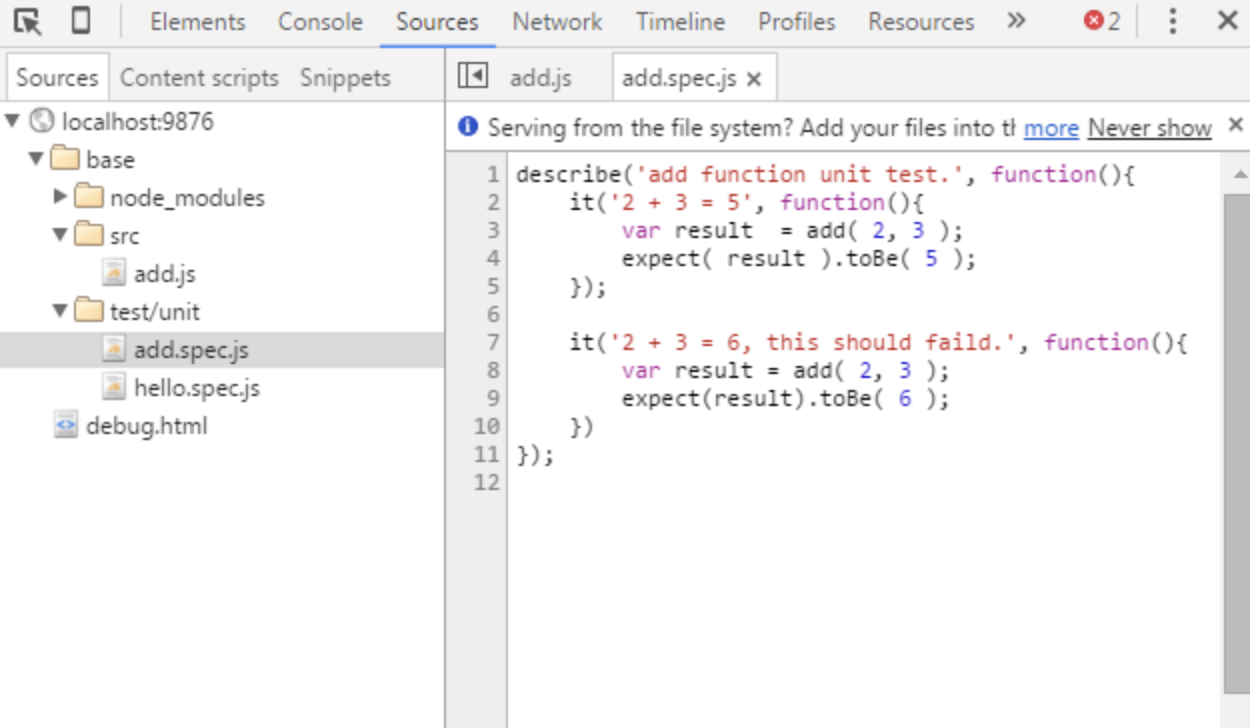 Elements Console Sources Network Timeline Profiles Resources » 2
Sources Content scripts Snippets
add.js add.spec.js ×
localhost:9876
base
node_modules
src
add.js
test/unit
add.spec.js
hello.spec.js
debug.html
Serving from the file system? Add your files into more Never show ×
1 describe('add function unit test.', function(){
2     it('2 + 3 = 5', function(){
3         var result  = add( 2, 3 );
4         expect( result ).toBe( 5 );
5     });
6
7     it('2 + 3 = 6, this should faild.', function(){
8         var result = add( 2, 3 );
9         expect(result).toBe( 6 );
10     })
11 });
12